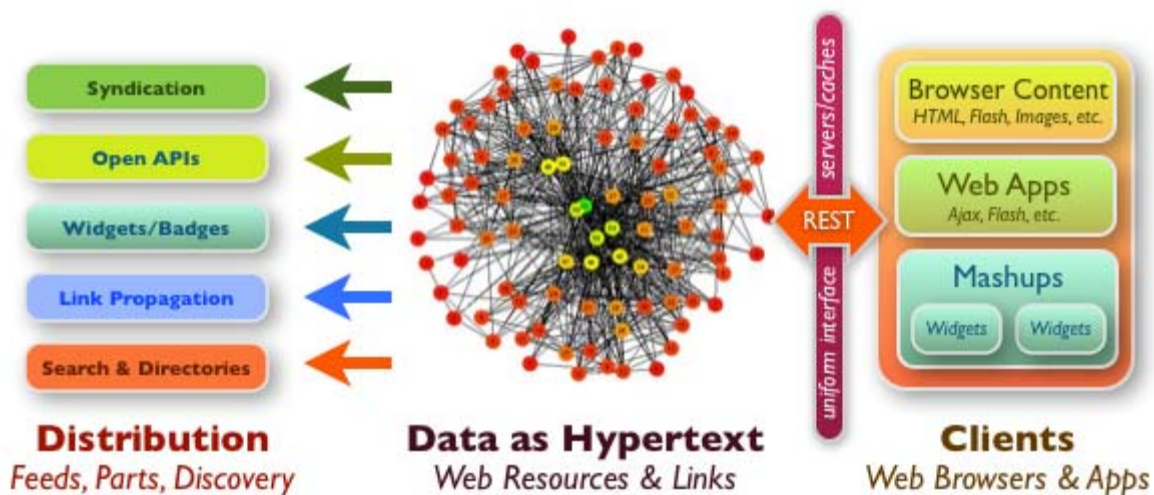 Syndication
Open APIs
Widgets/Badges
Link Propagation
Search & Directories
Distribution
Feeds, Parts, Discovery
Data as Hypertext
Web Resources & Links
servers/caches
REST
uniform interface
Browser Content
HTML, Flash, Images, etc.
Web Apps
Ajax, Flash, etc.
Mashups
Widgets Widgets
Clients
Web Browsers & Apps